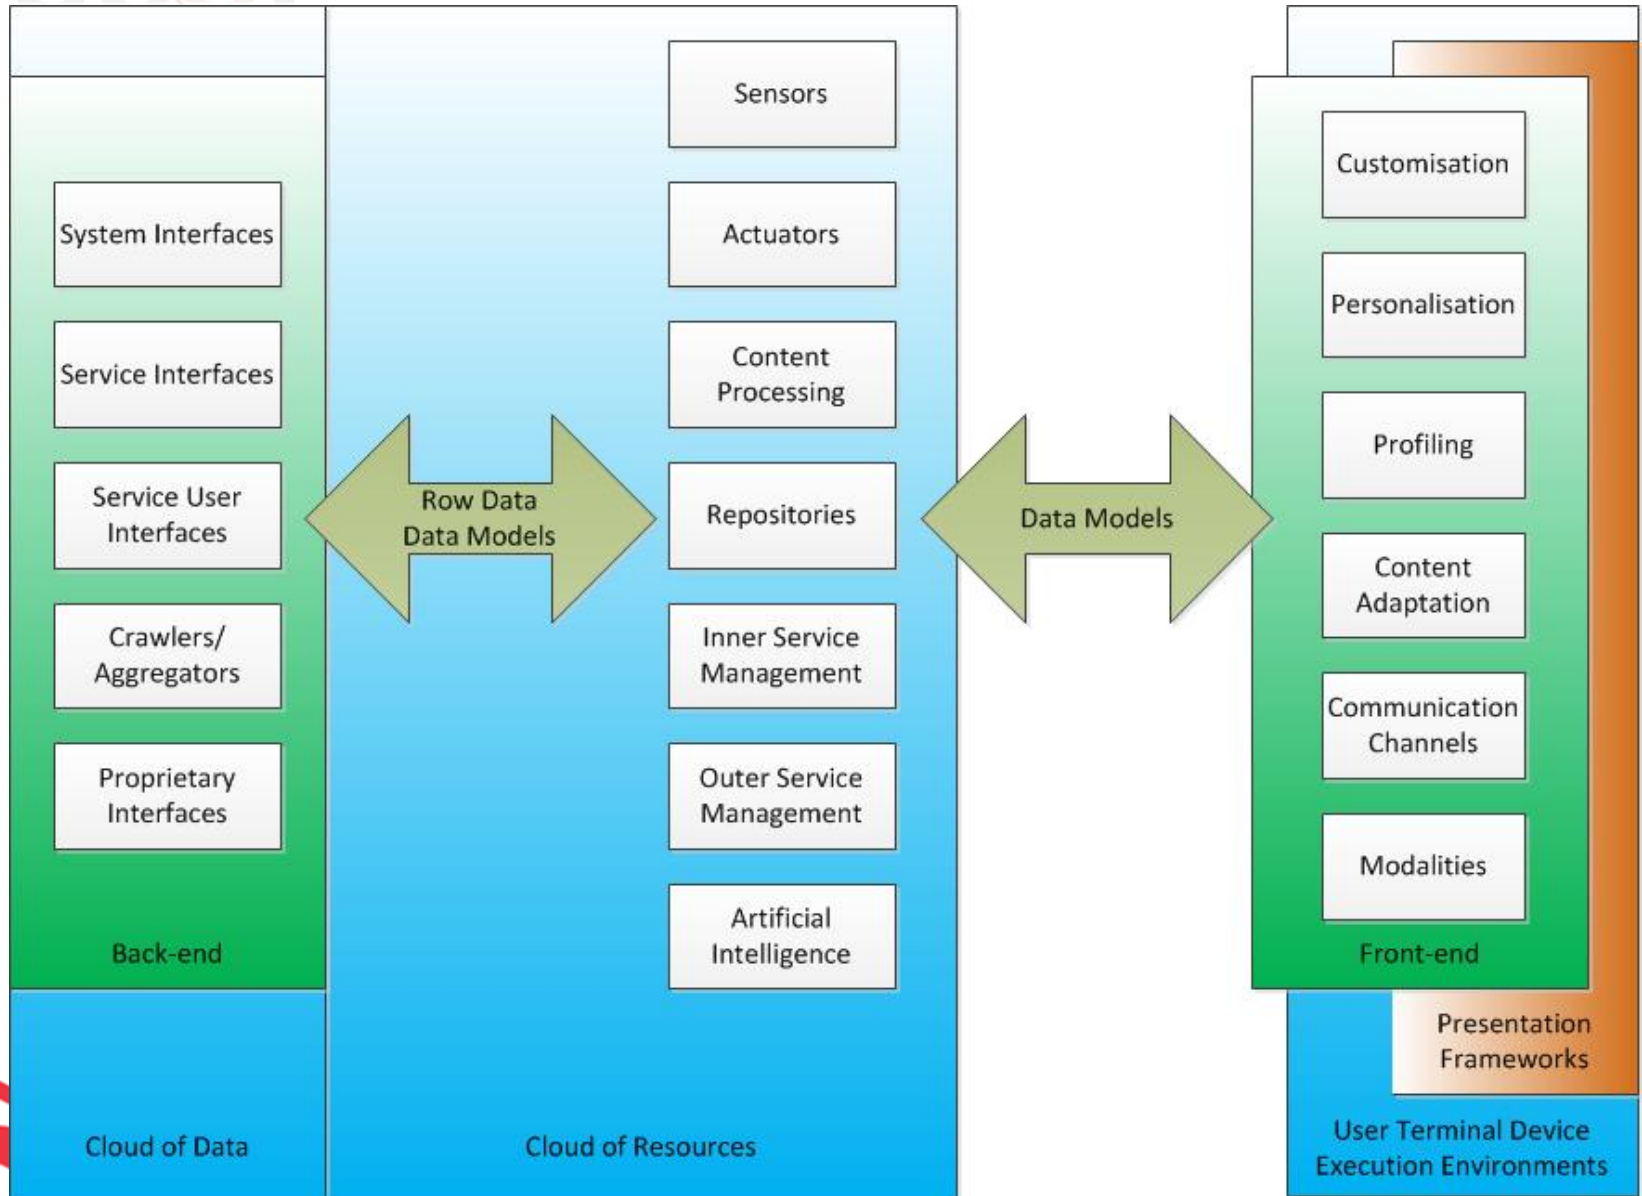 System Interfaces
Service Interfaces
Service User
Interfaces
Crawlers/
Aggregators
Proprietary
Interfaces
Back-end
Cloud of Data
Row Data
Data Models
Sensors
Actuators
Content
Processing
Repositories
Inner Service
Management
Outer Service
Management
Artificial
Intelligence
Cloud of Resources
Data Models
Customisation
Personalisation
Profiling
Content
Adaptation
Communication
Channels
Modalities
Front-end
Presentation
Frameworks
User Terminal Device
Execution Environments